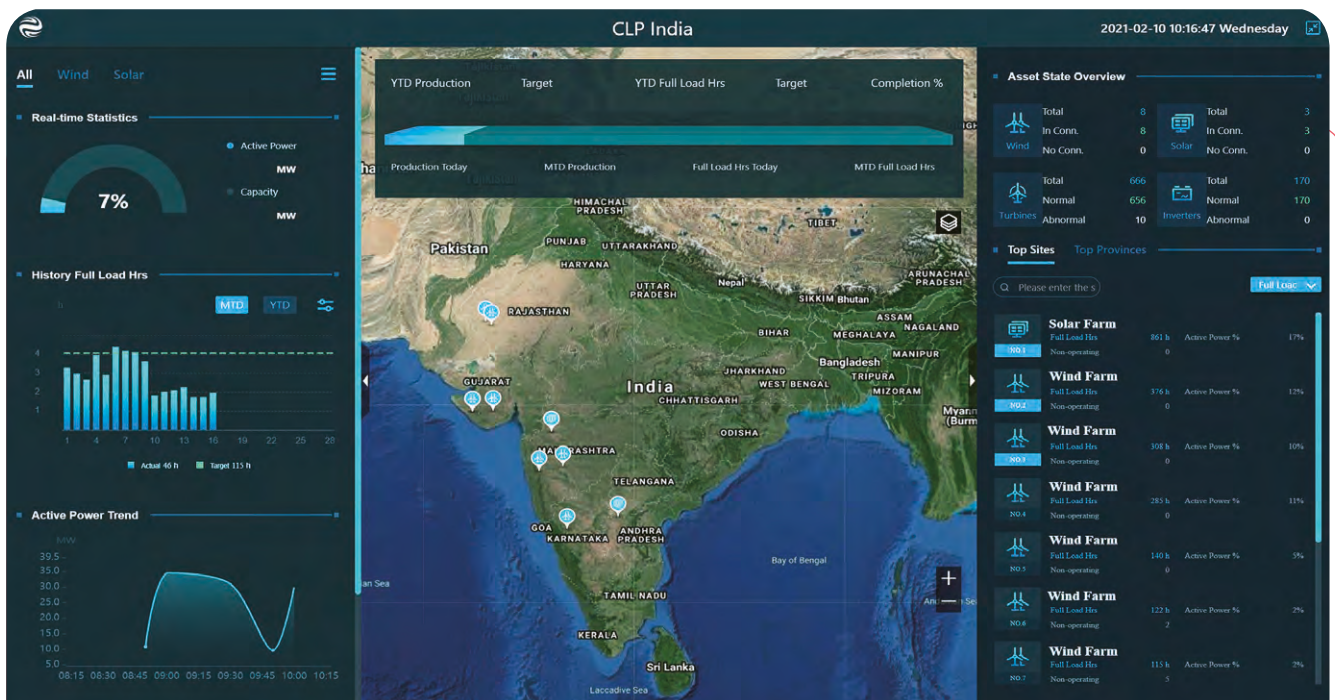 CLP India
2021-02-10 10:16:47 Wednesday
All Wind Solar
Real-time Statistics
7%
Active Power
MW
Capacity
MW
History Full Load Hrs
h
MTD YTD
4
3
2
1
1 4 7 10 13 16 19 22 25 28
Actual 46 h Target 115 h
Active Power Trend
MW
39.5
35.0
30.0
25.0
20.0
15.0
10.0
5.0
08:15 08:30 08:45 09:00 09:15 09:30 09:45 10:00 10:15
YTD Production Target YTD Full Load Hrs Target Completion %
Production Today MTD Production Full Load Hrs Today MTD Full Load Hrs
HIMACHAL
PRADESH
TIBET
Pakistan
PUNJAB
UTTARAKHAND
HARYANA
UTTAR
PRADESH
Nepal
SIKKIM Bhutan
ARUNACHAL
PRADESH
RAJASTHAN
ASSAM
NAGALAND
BIHAR
MEGHALAYA
MANIPUR
Bangladesh
TRIPURA
JHARKHAND
WEST BENGAL
MIZORAM
GUJARAT
India
CHHATTISGARH
Myanm
(Burm
ODISHA
TELANGANA
GOA
KARNATAKA
ANDHRA
PRADESH
Bay of Bengal
an Sea
TAMIL NADU
KERALA
Sri Lanka
Laccadive Sea
+
−
Asset State Overview
Wind
Total 8
In Conn. 8
No Conn. 0
Solar
Total 3
In Conn. 3
No Conn. 0
Turbines
Total 666
Normal 656
Abnormal 10
Inverters
Total 170
Normal 170
Abnormal 0
Top Sites Top Provinces
Please enter the s
Full Loac
Solar Farm
NO.1 Full Load Hrs 861 h Active Power % 17%
Non-operating 0
Wind Farm
NO.2 Full Load Hrs 376 h Active Power % 12%
Non-operating 0
Wind Farm
NO.3 Full Load Hrs 308 h Active Power % 10%
Non-operating 0
Wind Farm
NO.4 Full Load Hrs 285 h Active Power % 11%
Non-operating 0
Wind Farm
NO.5 Full Load Hrs 140 h Active Power % 5%
Non-operating 0
Wind Farm
NO.6 Full Load Hrs 122 h Active Power % 2%
Non-operating 2
Wind Farm
NO.7 Full Load Hrs 115 h Active Power % 2%
Non-operating 5